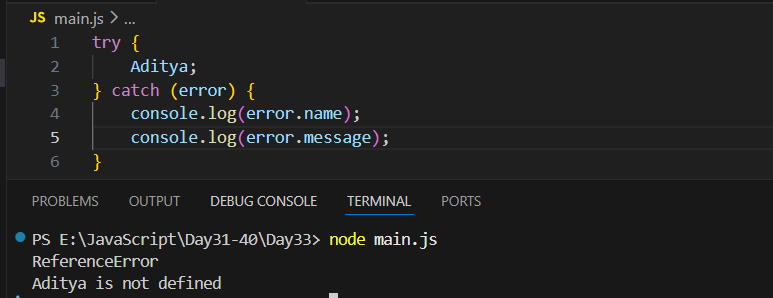 JS main.js > ...
1 try {
2 Aditya;
3 } catch (error) {
4 console.log(error.name);
5 console.log(error.message);
6 }
PROBLEMS OUTPUT DEBUG CONSOLE TERMINAL PORTS
PS E:\JavaScript\Day31-40\Day33> node main.js
ReferenceError
Aditya is not defined